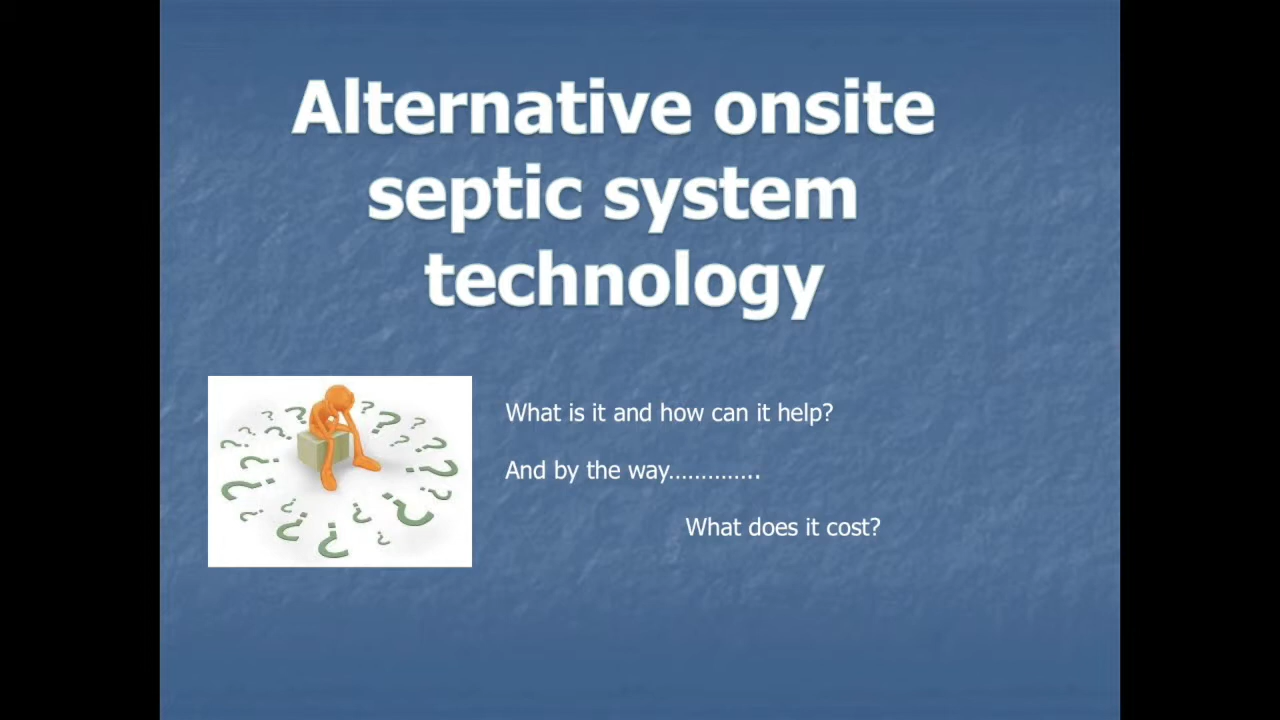 Alternative onsite
septic system
technology
What is it and how can it help?
And by the way…………..
What does it cost?